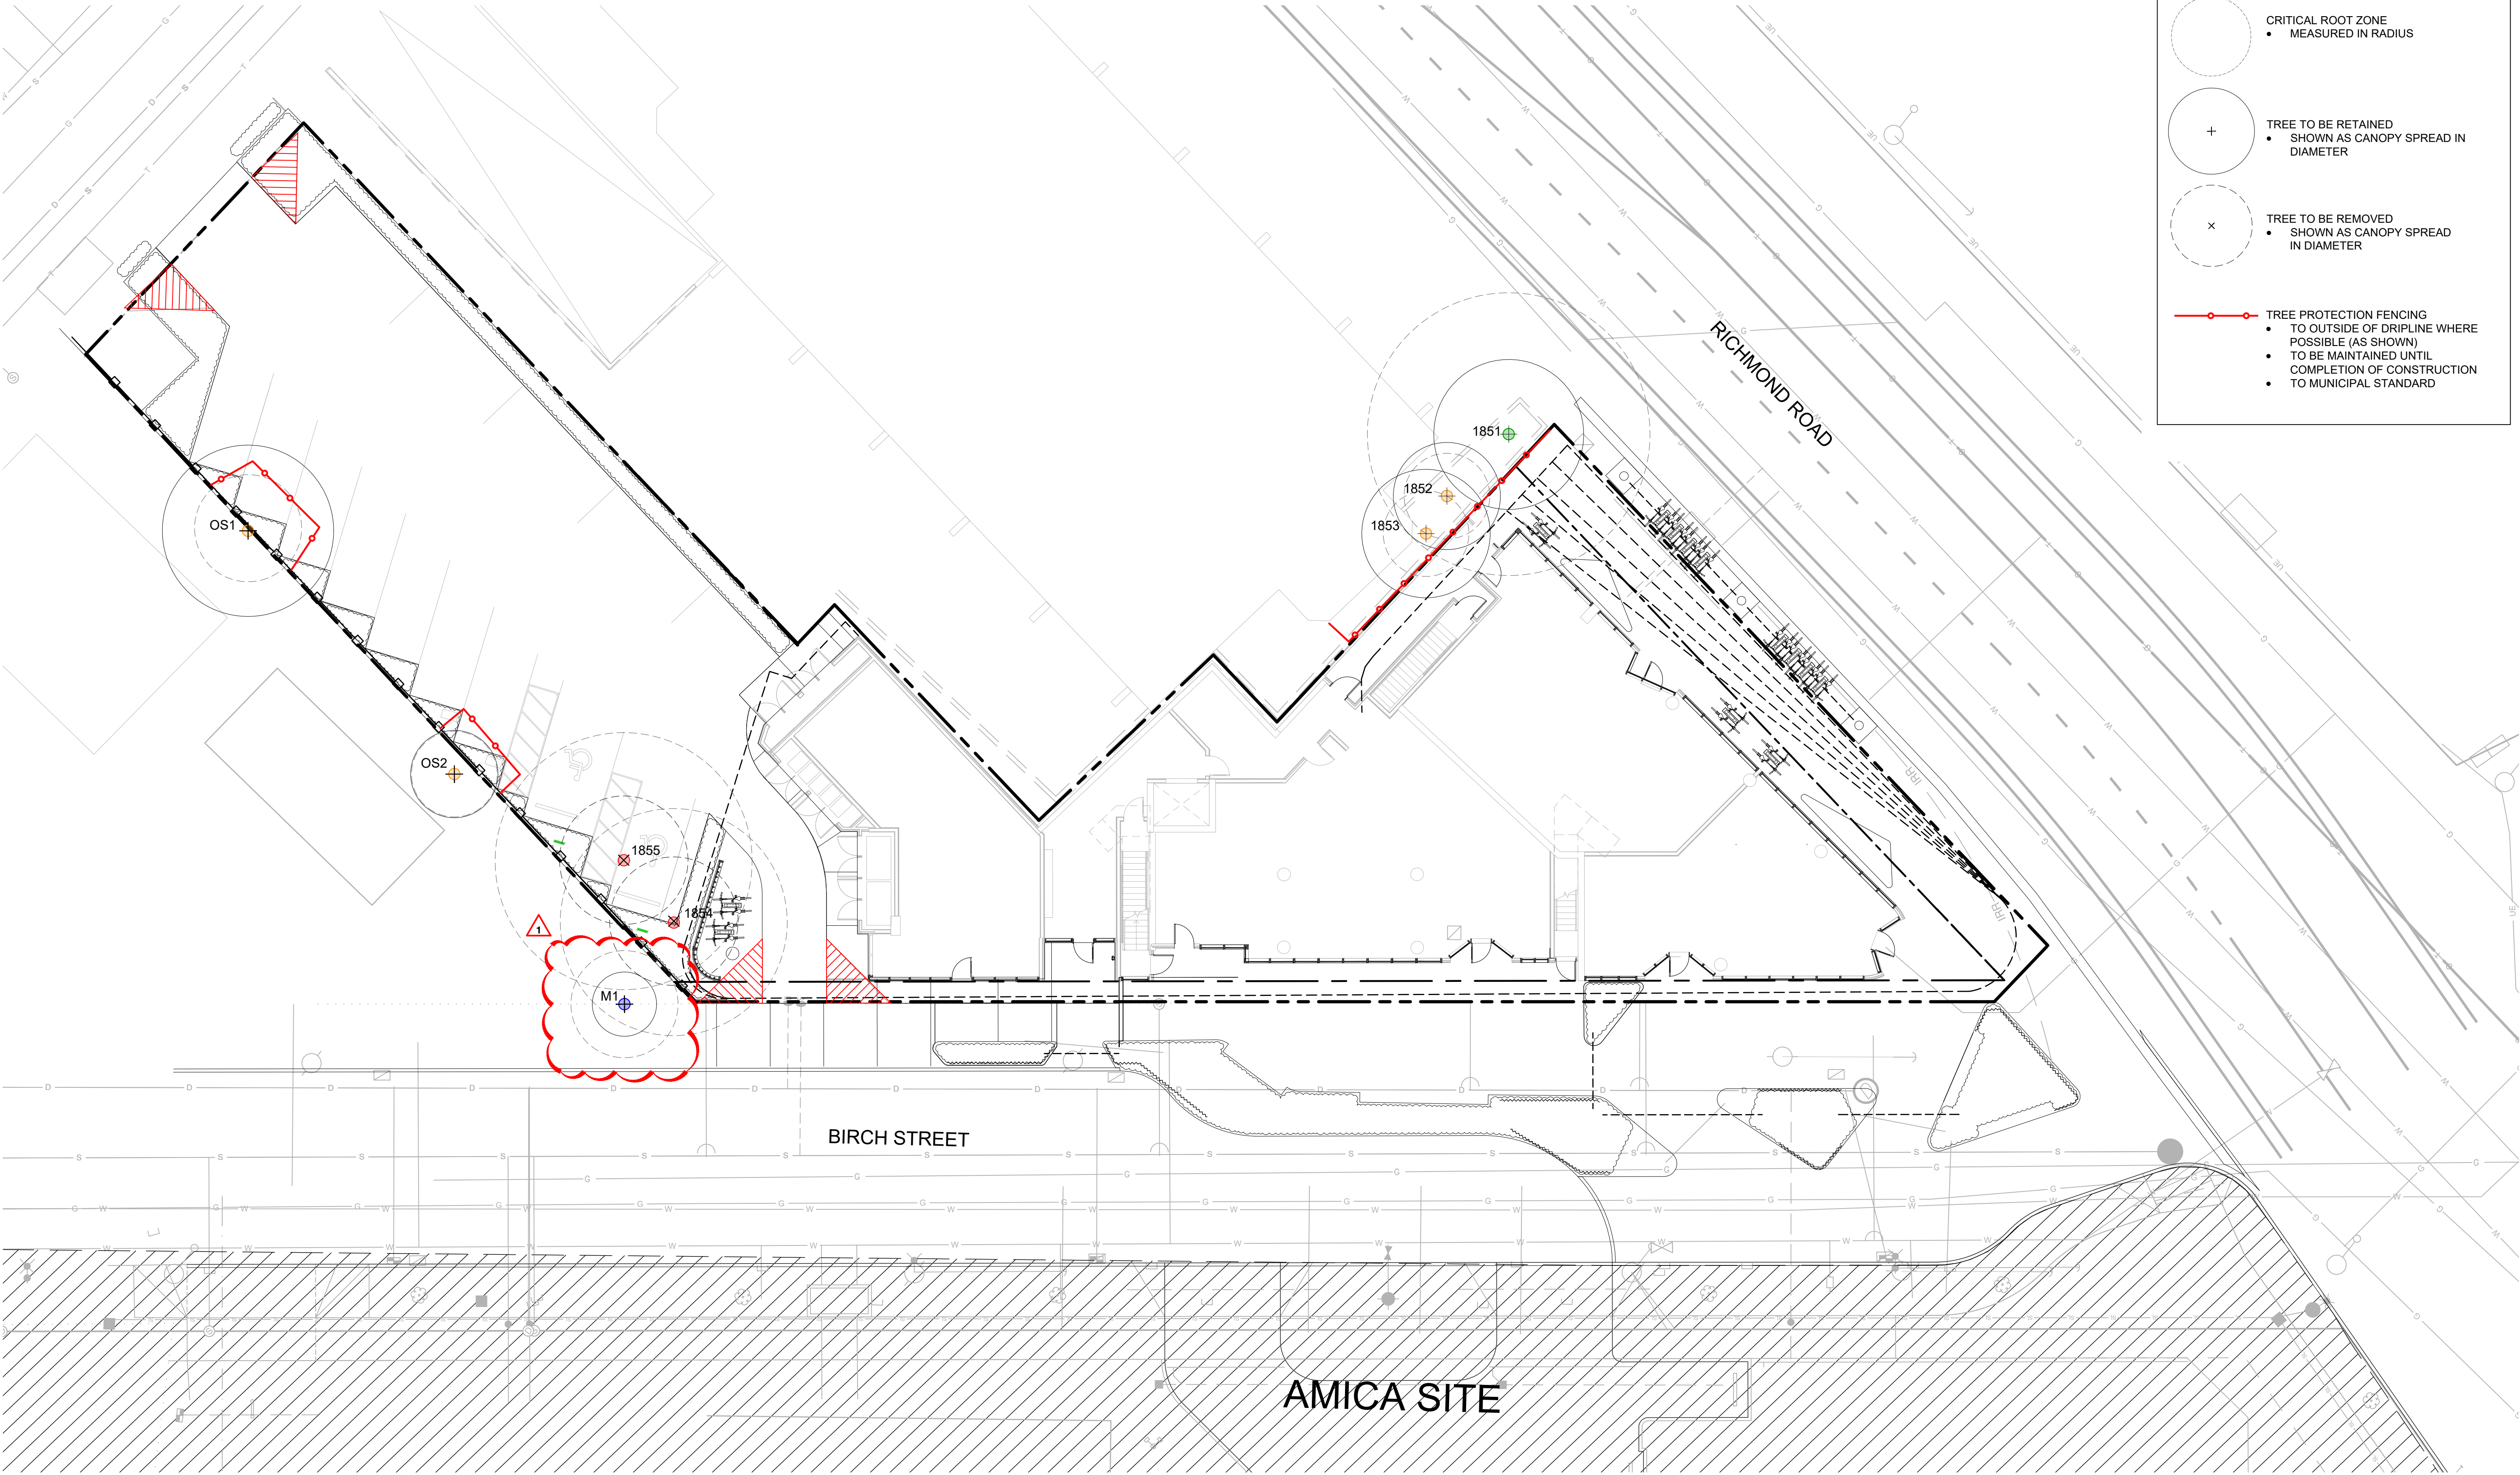 CRITICAL ROOT ZONE
• MEASURED IN RADIUS
TREE TO BE RETAINED
• SHOWN AS CANOPY SPREAD IN
DIAMETER
TREE TO BE REMOVED
• SHOWN AS CANOPY SPREAD
IN DIAMETER
TREE PROTECTION FENCING
• TO OUTSIDE OF DRIPLINE WHERE
POSSIBLE (AS SHOWN)
• TO BE MAINTAINED UNTIL
COMPLETION OF CONSTRUCTION
• TO MUNICIPAL STANDARD
RICHMOND ROAD
1851
1852
1853
OS1
OS2
1855
1854
1
M1
IRR
IRR
BIRCH STREET
AMICA SITE